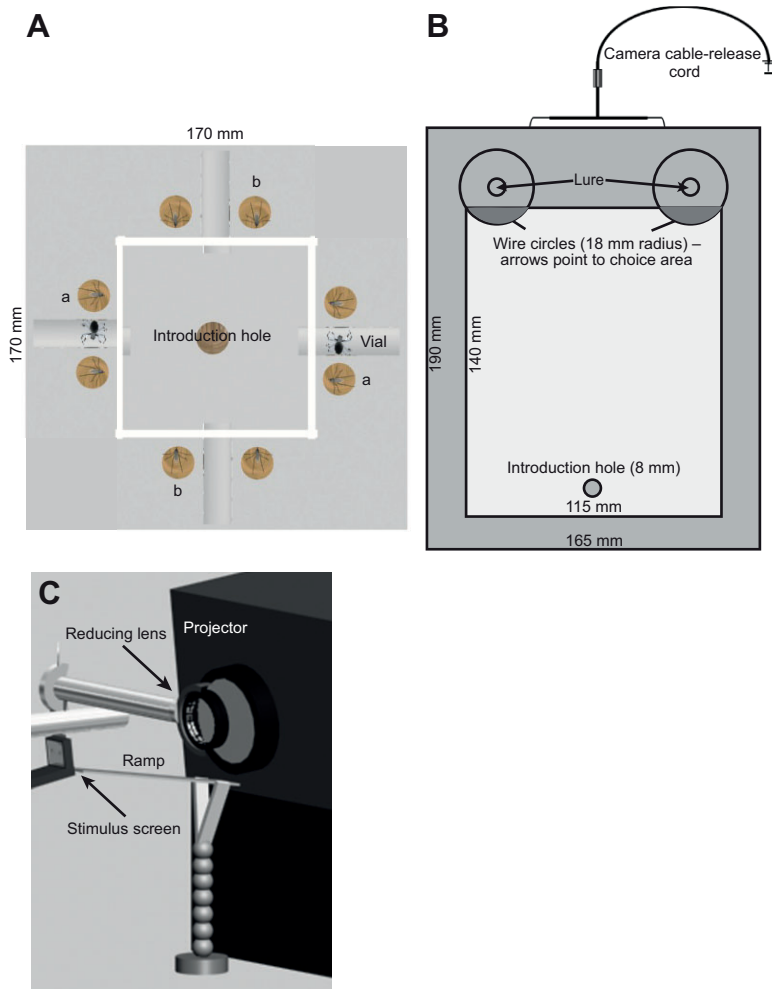 A
170 mm
b
a
170 mm
Introduction hole
Vial
a
b
B
Camera cable-release
cord
Lure
Wire circles (18 mm radius) –
arrows point to choice area
190 mm
140 mm
Introduction hole (8 mm)
115 mm
165 mm
C
Reducing lens
Projector
Ramp
Stimulus screen